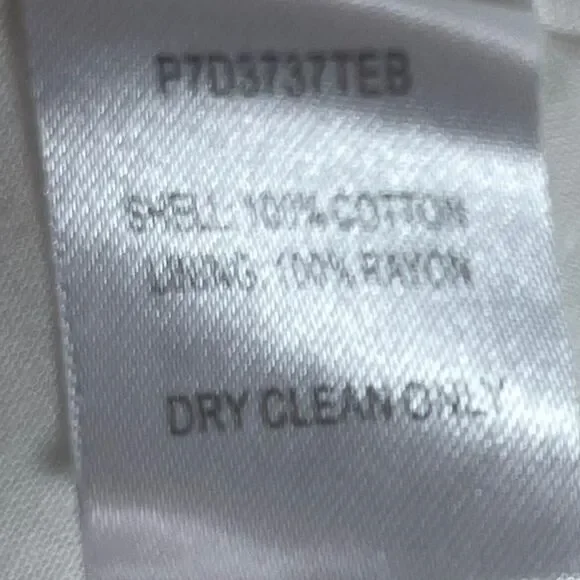 P7D3737TEB
SHELL: 100% COTTON
LINING: 100% RAYON
DRY CLEAN ONLY